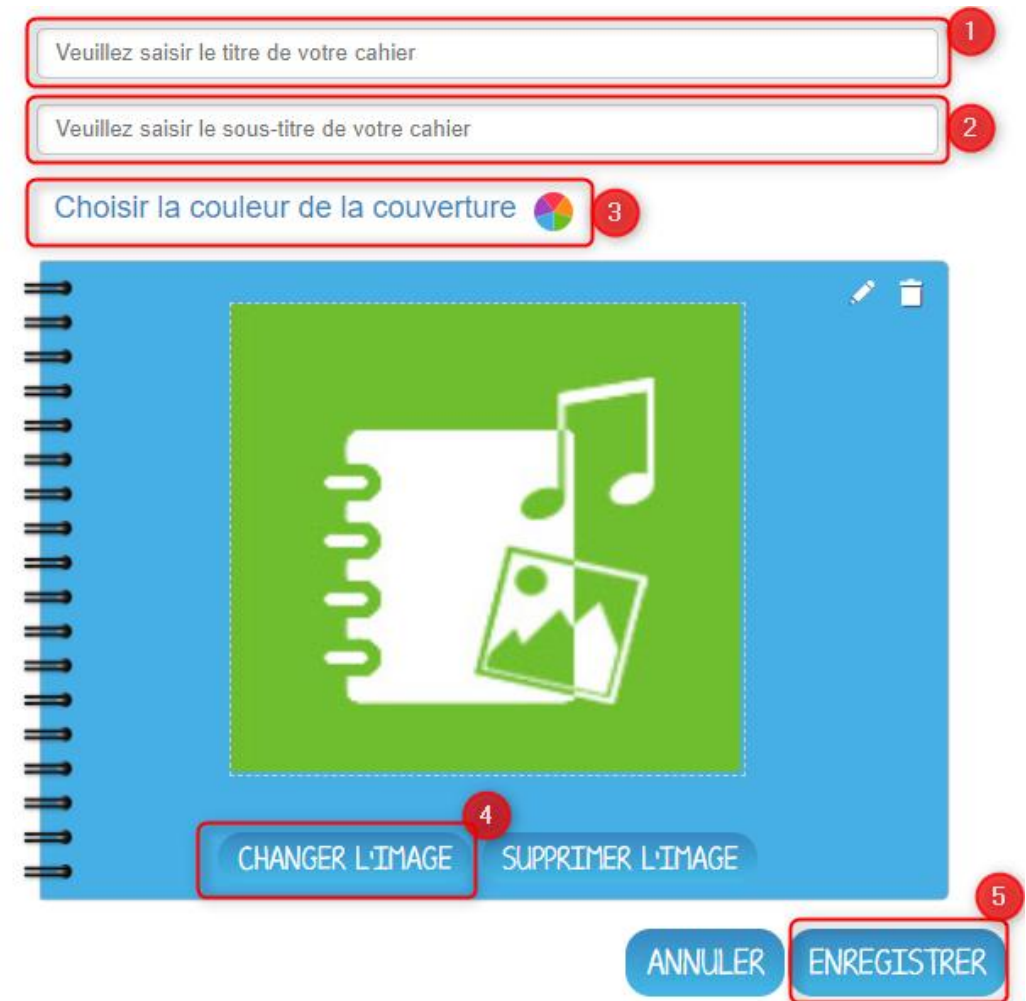 Veuillez saisir le titre de votre cahier 1
Veuillez saisir le sous-titre de votre cahier 2
Choisir la couleur de la couverture 3
4
CHANGER L'IMAGE SUPPRIMER L'IMAGE
5
ANNULER ENREGISTRER